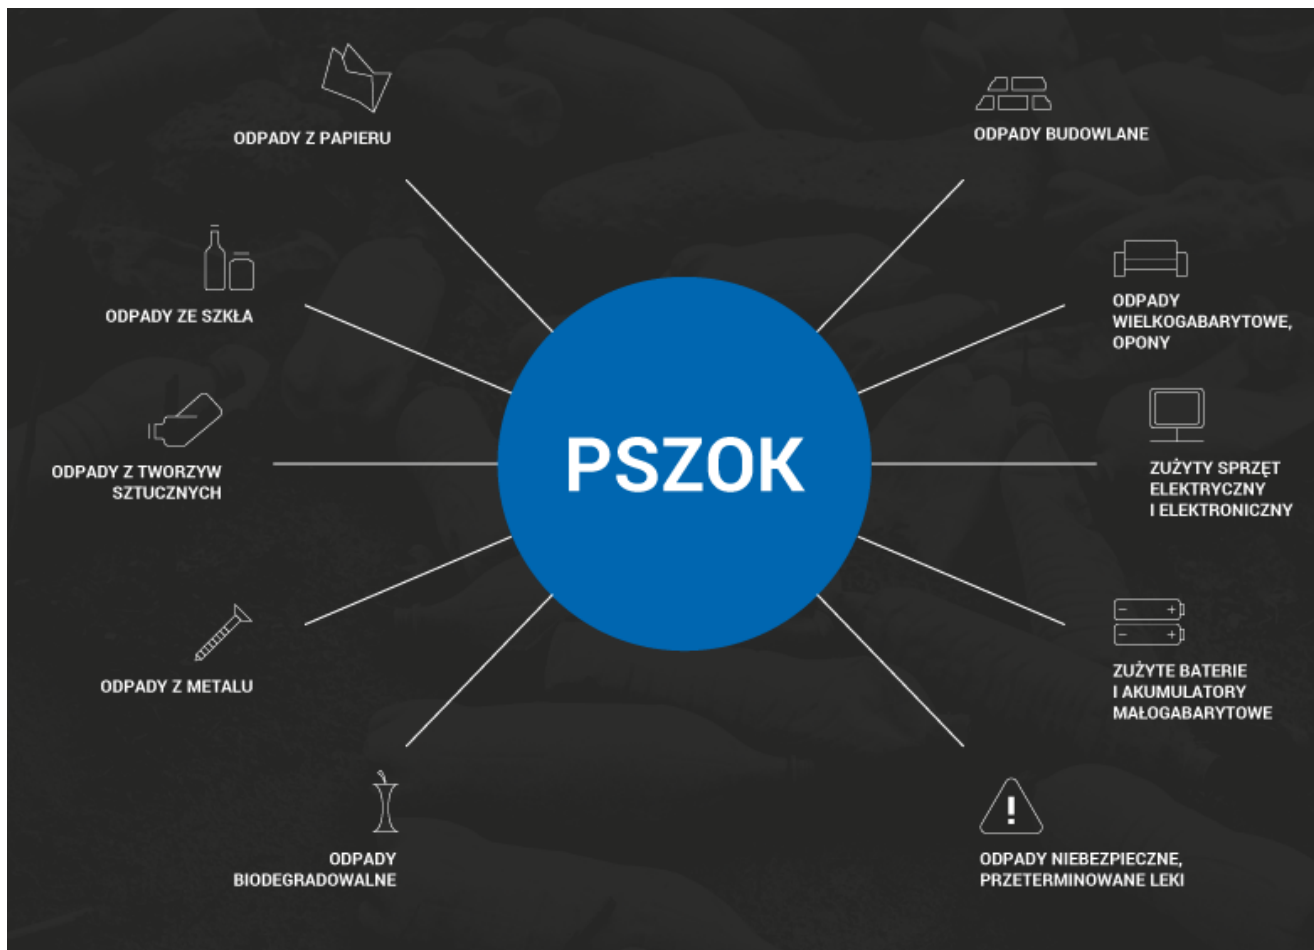 ODPADY Z PAPIERU
ODPADY BUDOWLANE
ODPADY ZE SZKŁA
ODPADY
WIELKOGABARYTOWE,
OPONY
PSZOK
ODPADY Z TWORZYW
SZTUCZNYCH
ZUŻYTY SPRZĘT
ELEKTRYCZNY
I ELEKTRONICZNY
ODPADY Z METALU
ZUŻYTE BATERIE
I AKUMULATORY
MAŁOGABARYTOWE
ODPADY
BIODEGRADOWALNE
ODPADY NIEBEZPIECZNE,
PRZETERMINOWANE LEKI